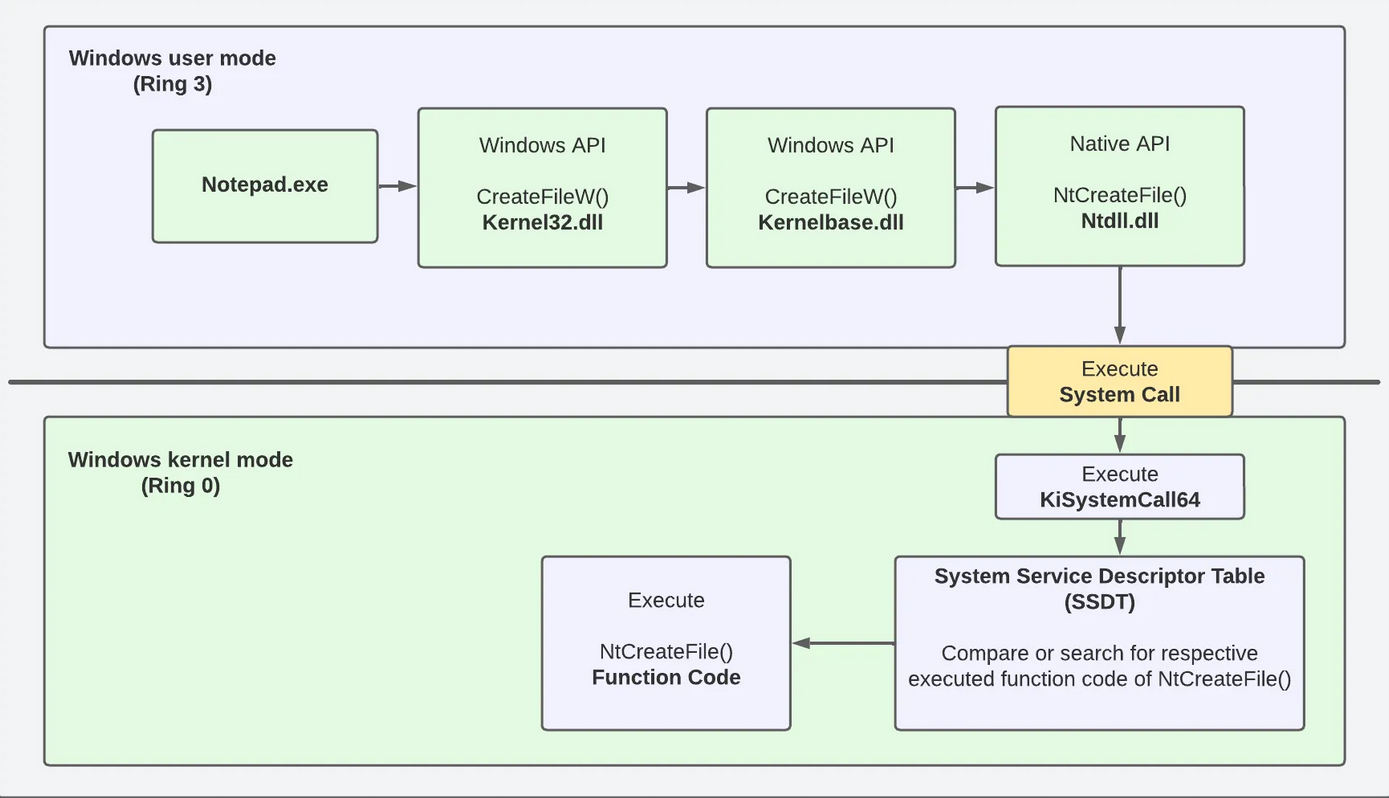 Windows user mode
(Ring 3)
Notepad.exe
Windows API
CreateFileW()
Kernel32.dll
Windows API
CreateFileW()
Kernelbase.dll
Native API
NtCreateFile()
Ntdll.dll
Execute
System Call
Windows kernel mode
(Ring 0)
Execute
KiSystemCall64
System Service Descriptor Table
(SSDT)
Compare or search for respective
executed function code of NtCreateFile()
Execute
NtCreateFile()
Function Code